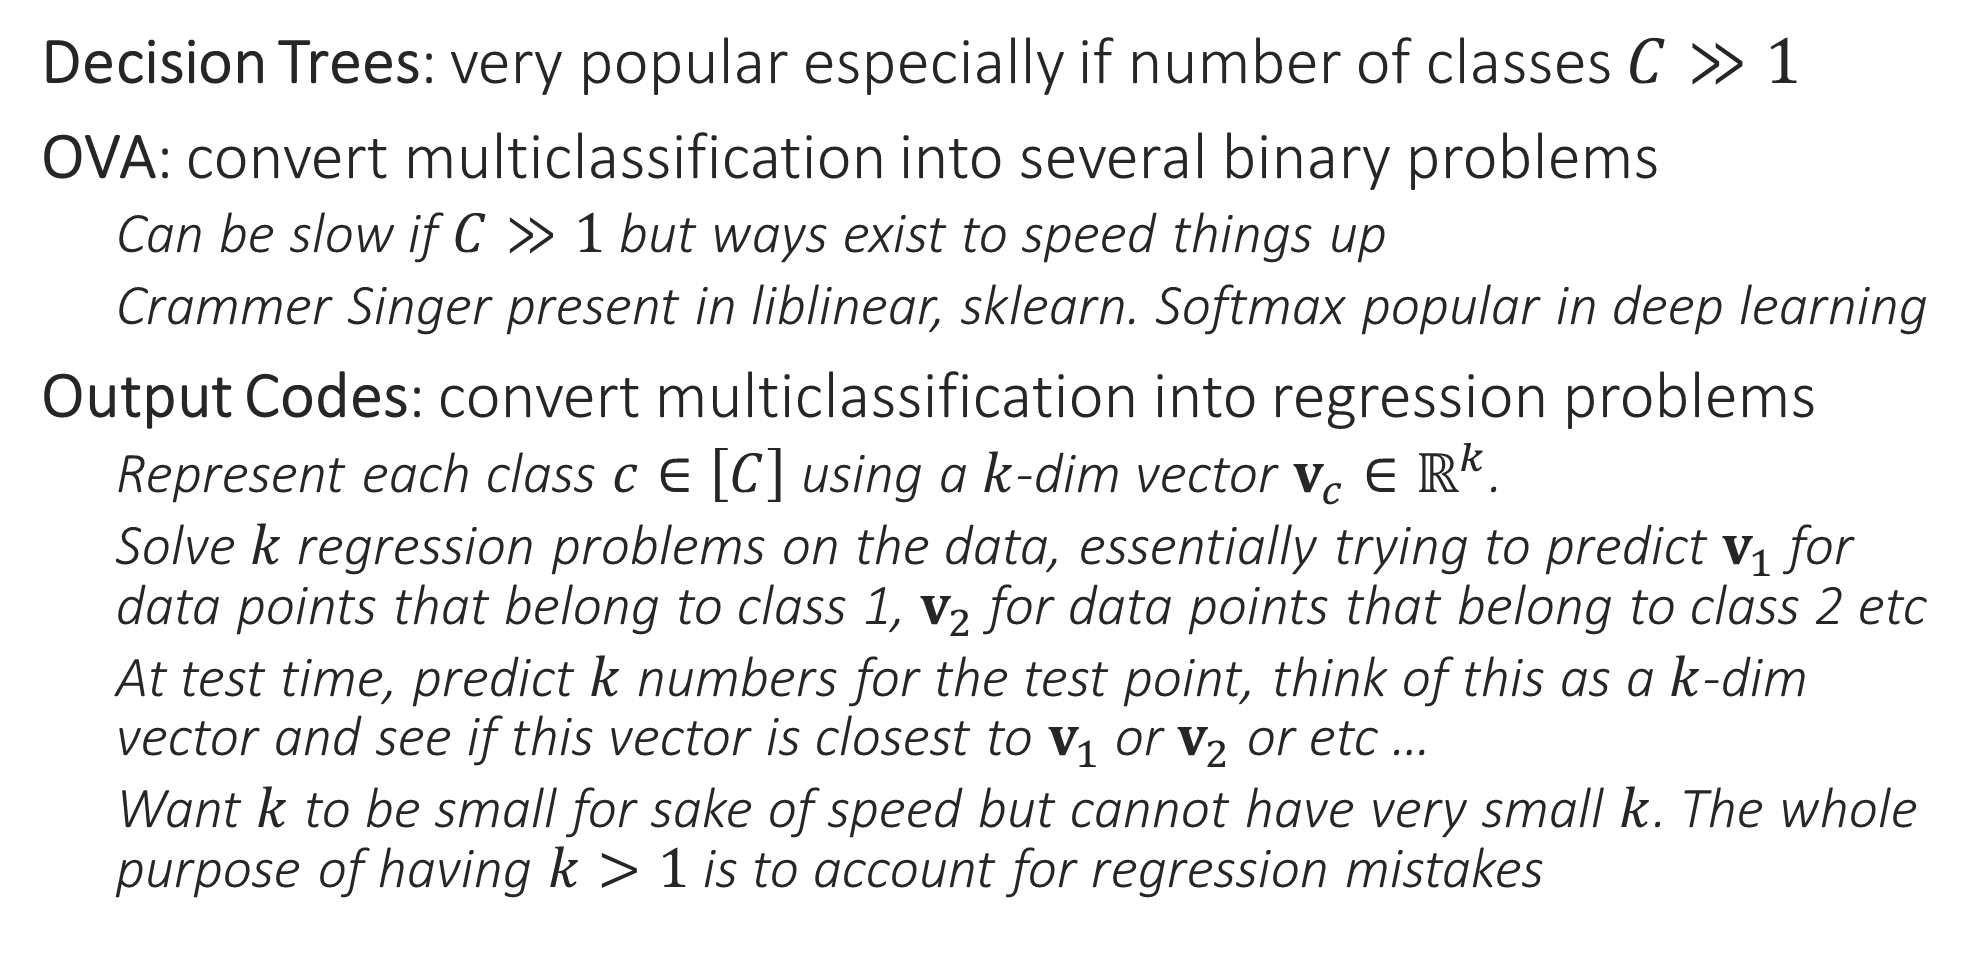 Decision Trees: very popular especially if number of classes C ≫ 1
OVA: convert multiclassification into several binary problems
Can be slow if C ≫ 1 but ways exist to speed things up
Crammer Singer present in liblinear, sklearn. Softmax popular in deep learning
Output Codes: convert multiclassification into regression problems
Represent each class c ∈ [C] using a k-dim vector v_c ∈ ℝ^k.
Solve k regression problems on the data, essentially trying to predict v₁ for
data points that belong to class 1, v₂ for data points that belong to class 2 etc
At test time, predict k numbers for the test point, think of this as a k-dim
vector and see if this vector is closest to v₁ or v₂ or etc ...
Want k to be small for sake of speed but cannot have very small k. The whole
purpose of having k > 1 is to account for regression mistakes